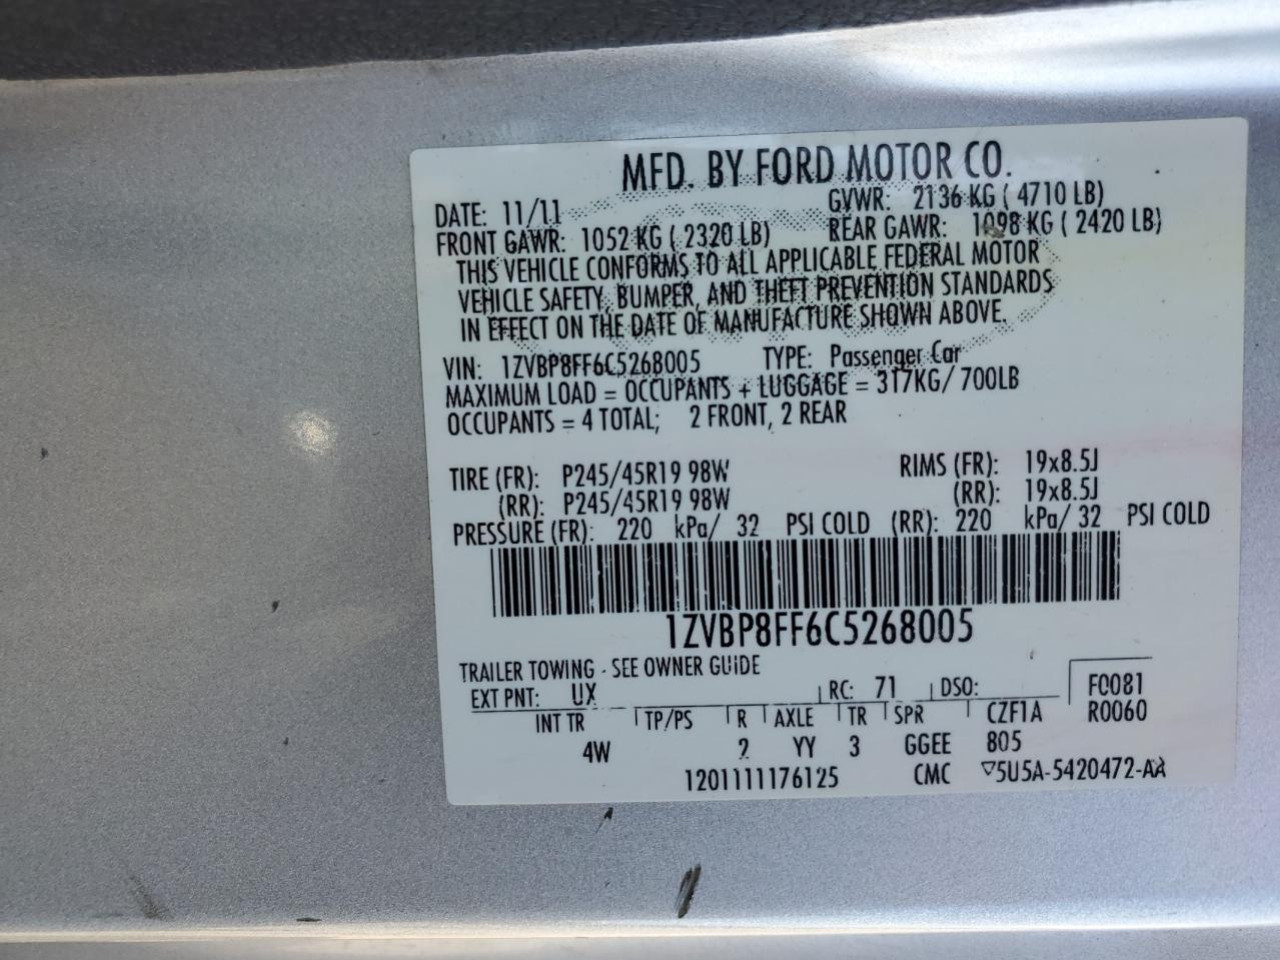 MFD. BY FORD MOTOR CO.
DATE: 11/11 GVWR: 2136 KG ( 4710 LB)
FRONT GAWR: 1052 KG ( 2320 LB) REAR GAWR: 1098 KG ( 2420 LB)
THIS VEHICLE CONFORMS TO ALL APPLICABLE FEDERAL MOTOR
VEHICLE SAFETY, BUMPER, AND THEFT PREVENTION STANDARDS
IN EFFECT ON THE DATE OF MANUFACTURE SHOWN ABOVE.
VIN: 1ZVBP8FF6C5268005 TYPE: Passenger Car
MAXIMUM LOAD = OCCUPANTS + LUGGAGE = 317KG/ 700LB
OCCUPANTS = 4 TOTAL; 2 FRONT, 2 REAR
TIRE (FR): P245/45R19 98W RIMS (FR): 19x8.5J
(RR): P245/45R19 98W (RR): 19x8.5J
PRESSURE (FR): 220 kPa/ 32 PSI COLD (RR): 220 kPa/ 32 PSI COLD
1ZVBP8FF6C5268005
TRAILER TOWING - SEE OWNER GUIDE
EXT PNT: UX RC: 71 DSO: F0081
INT TR TP/PS R AXLE TR SPR CZF1A R0060
4W 2 YY 3 GGEE 805
1201111176125 CMC ▽5U5A-5420472-AA